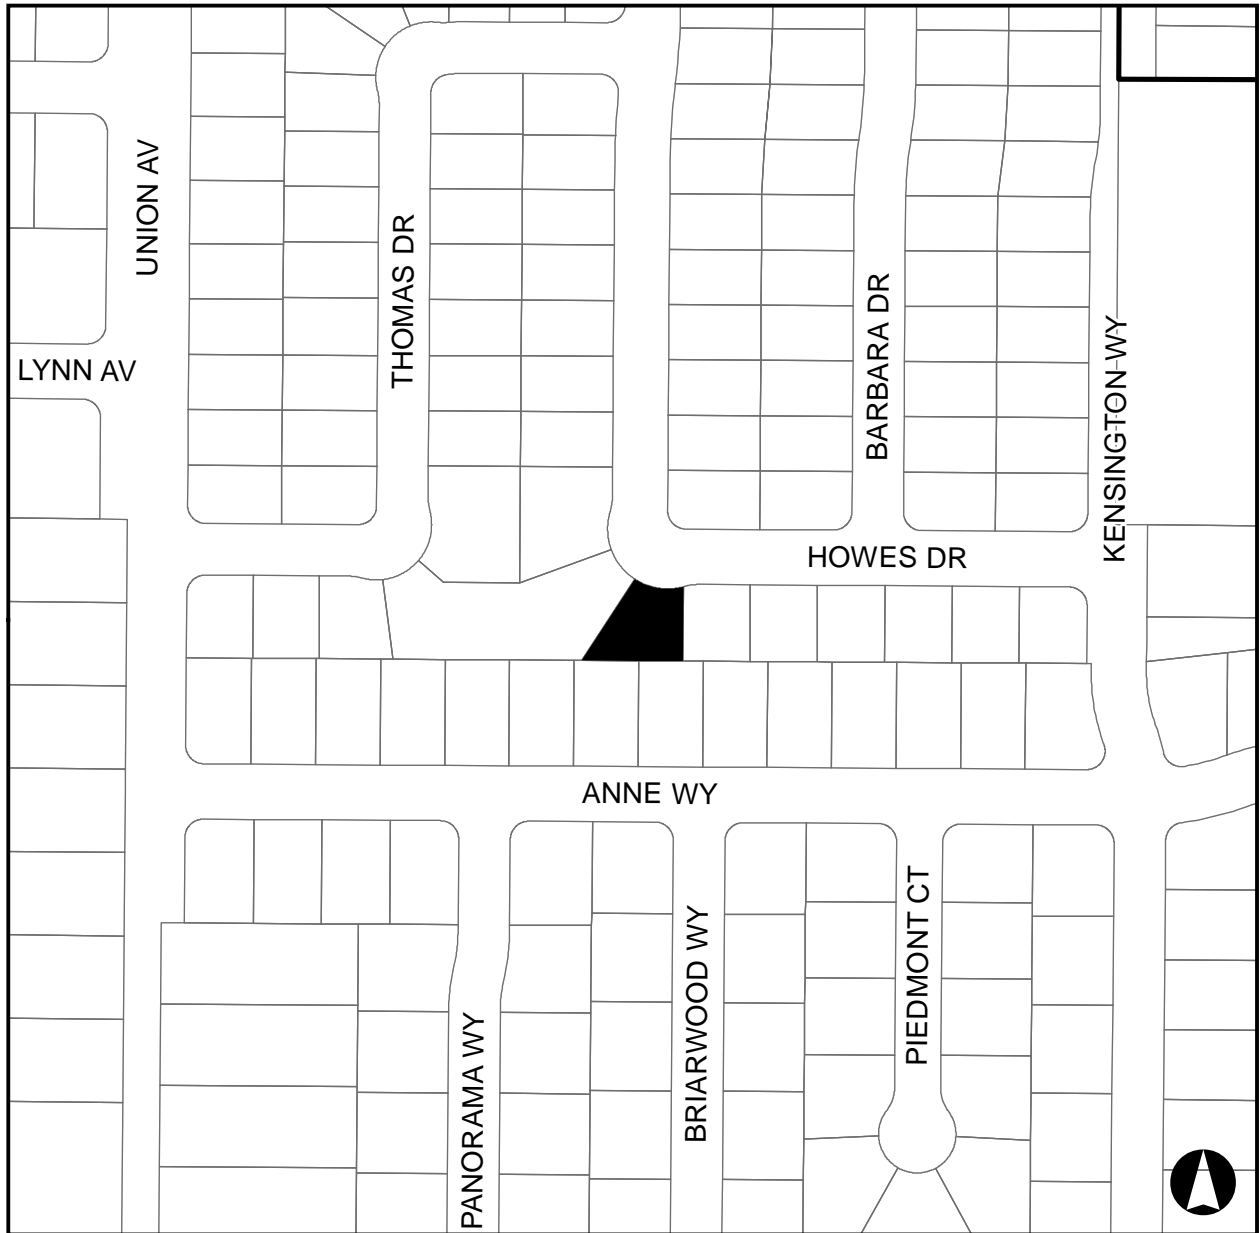 UNION AV
THOMAS DR
BARBARA DR
KENSINGTON WY
LYNN AV
HOWES DR
ANNE WY
PANORAMA WY
BRIARWOOD WY
PIEDMONT CT